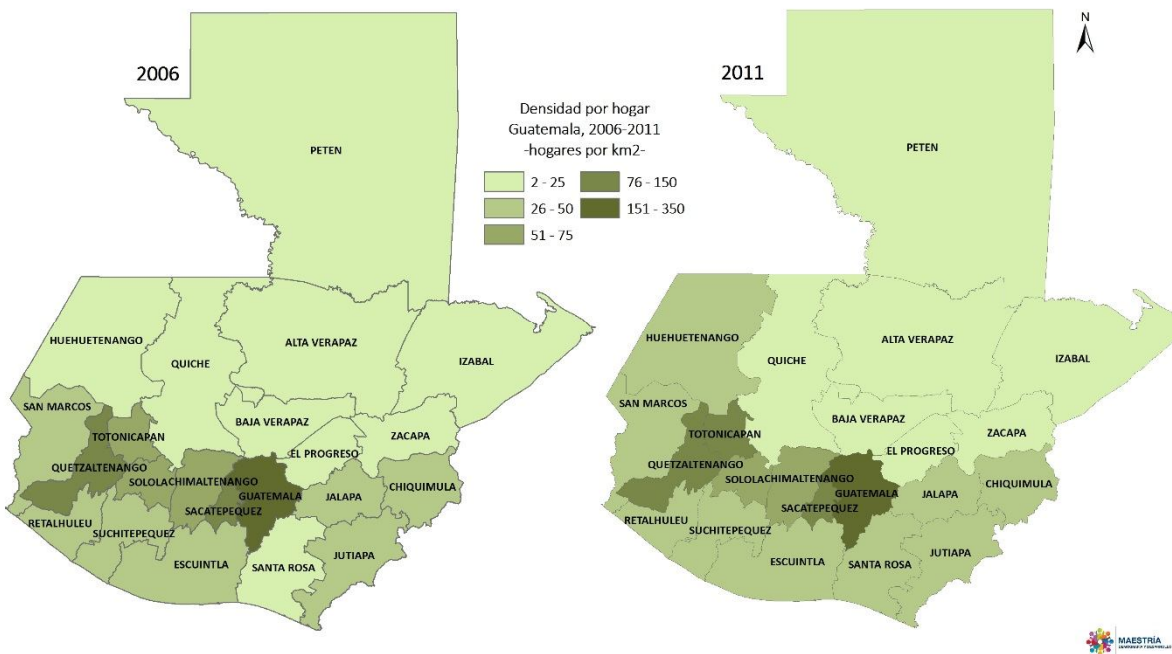 2006
PETEN
HUEHUETENANGO
QUICHE
ALTA VERAPAZ
IZABAL
SAN MARCOS
TOTONICAPAN
BAJA VERAPAZ
ZACAPA
EL PROGRESO
QUETZALTENANGO
SOLOLA
CHIMALTENANGO
GUATEMALA
JALAPA
CHIQUIMULA
SACATEPEQUEZ
RETALHULEU
SUCHITEPEQUEZ
ESCUINTLA
SANTA ROSA
JUTIAPA
Densidad por hogar
Guatemala, 2006-2011
-hogares por km2-
2 - 25
76 - 150
26 - 50
151 - 350
51 - 75
2011
N
PETEN
HUEHUETENANGO
QUICHE
ALTA VERAPAZ
IZABAL
SAN MARCOS
TOTONICAPAN
BAJA VERAPAZ
ZACAPA
EL PROGRESO
QUETZALTENANGO
SOLOLA
CHIMALTENANGO
GUATEMALA
JALAPA
CHIQUIMULA
SACATEPEQUEZ
RETALHULEU
SUCHITEPEQUEZ
ESCUINTLA
SANTA ROSA
JUTIAPA
MAESTRÍA